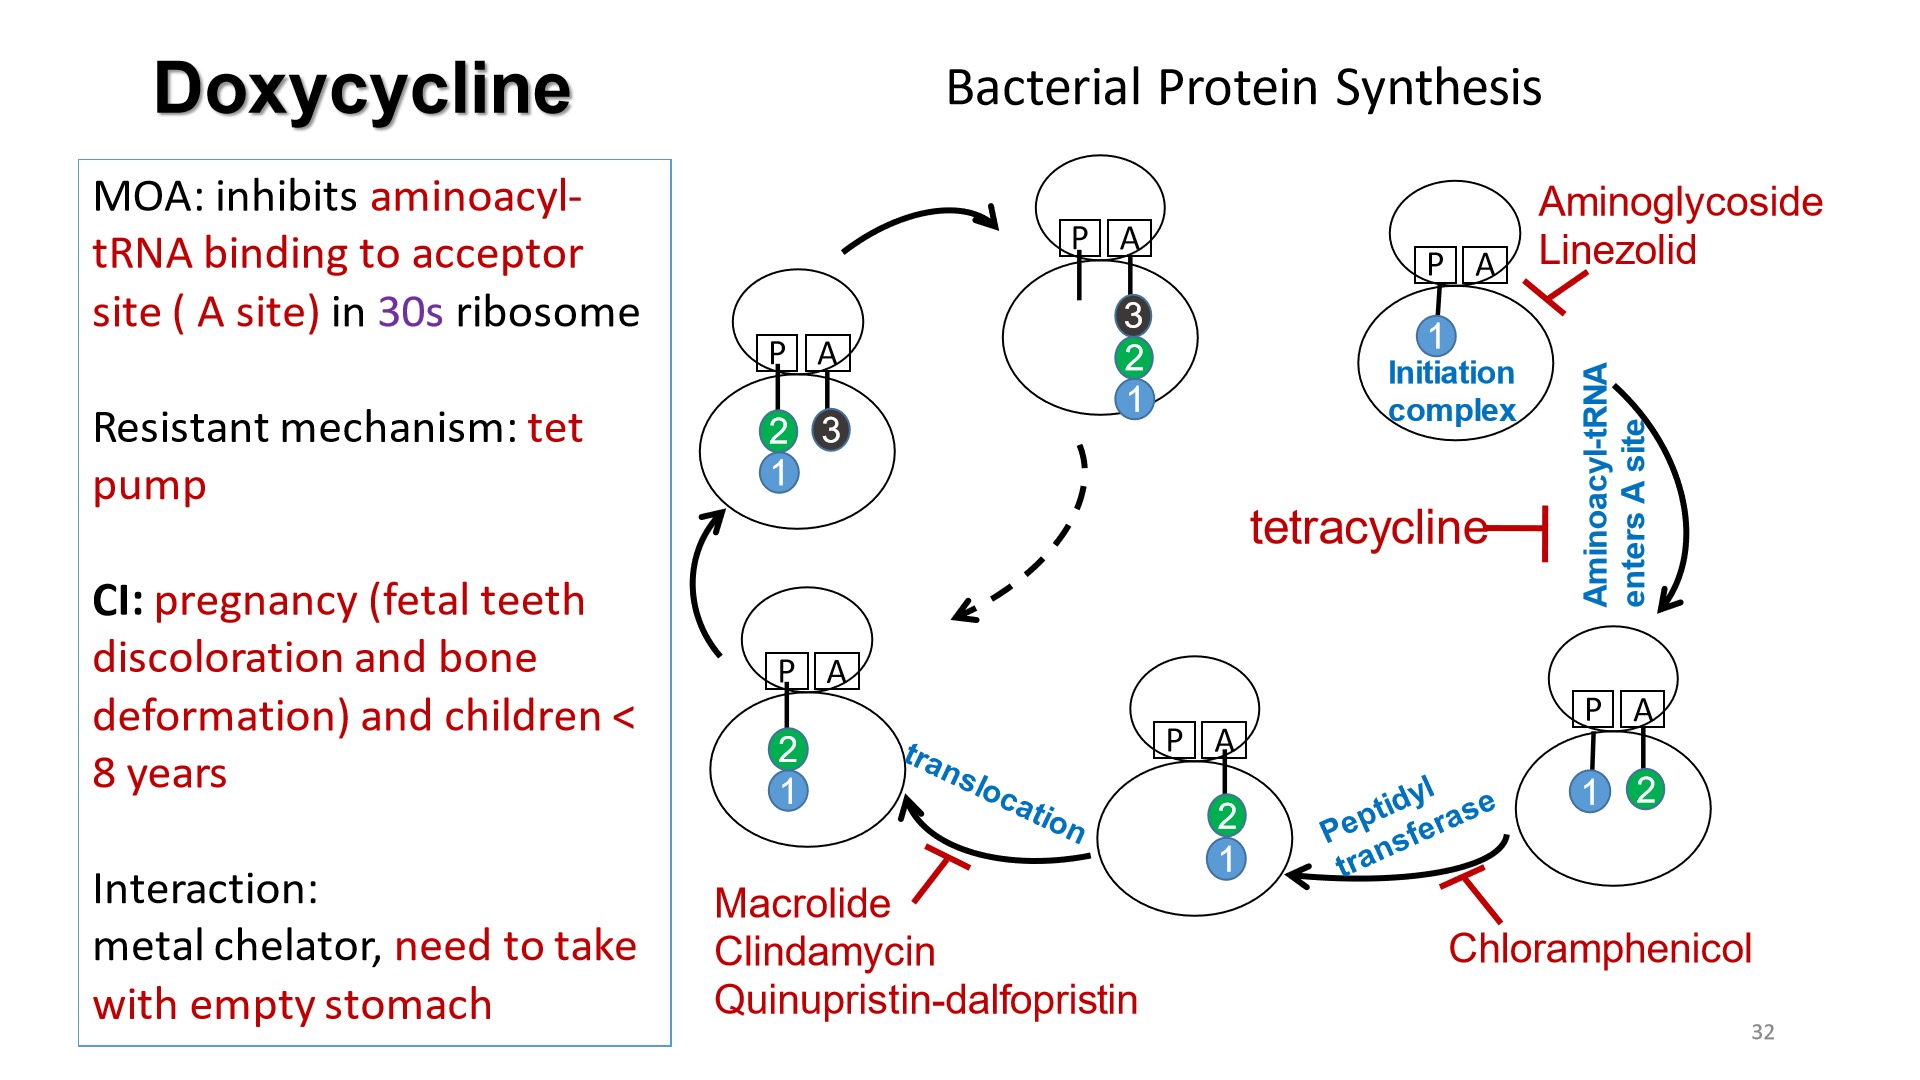 Doxycycline
Bacterial Protein Synthesis
MOA: inhibits aminoacyl-
tRNA binding to acceptor
site ( A site) in 30s ribosome
Resistant mechanism: tet
pump
CI: pregnancy (fetal teeth
discoloration and bone
deformation) and children <
8 years
Interaction:
metal chelator, need to take
with empty stomach
P A
3
2
1
P A
1
Initiation
complex
Aminoglycoside
Linezolid
P A
2 3
1
Aminoacyl-tRNA
enters A site
tetracycline
P A
2
1
translocation
P A
2
1
Peptidyl
transferase
P A
1 2
Macrolide
Clindamycin
Quinupristin-dalfopristin
Chloramphenicol
32